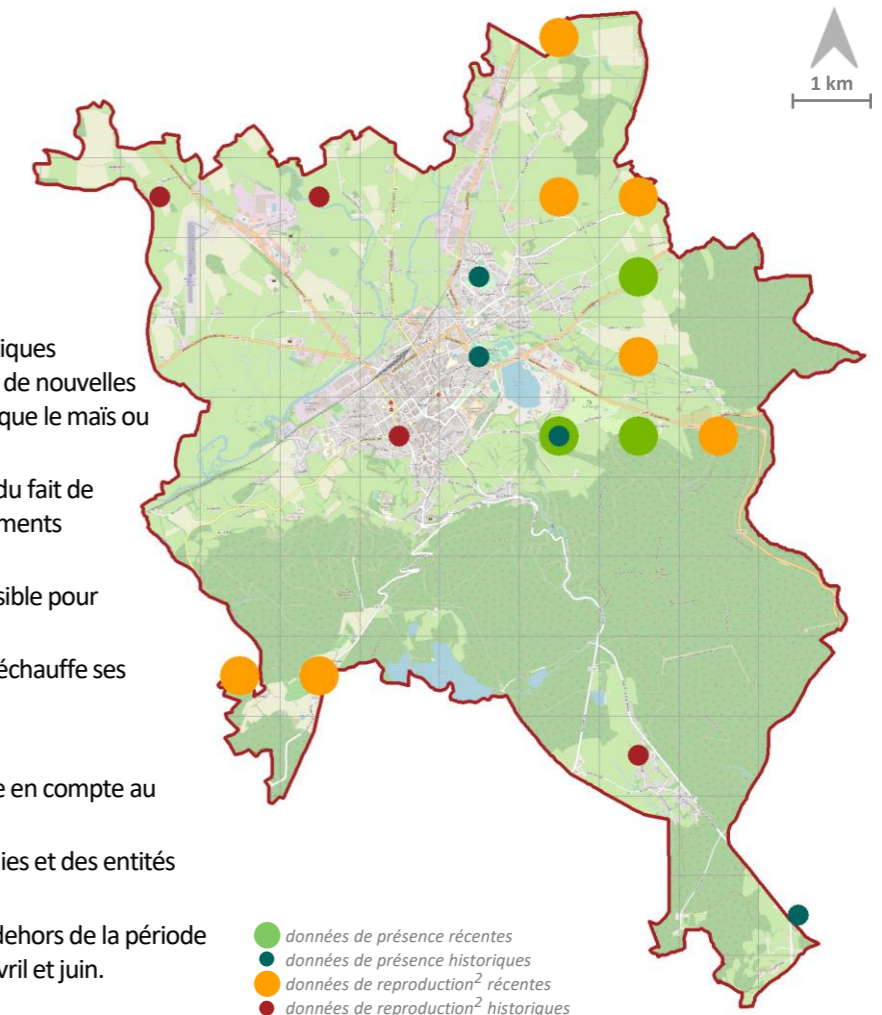 1 km
iques
de nouvelles
que le maïs ou
du fait de
ments
sible pour
échauffe ses
e en compte au
ies et des entités
dehors de la période
vril et juin.
données de présence récentes
données de présence historiques
données de reproduction² récentes
données de reproduction² historiques